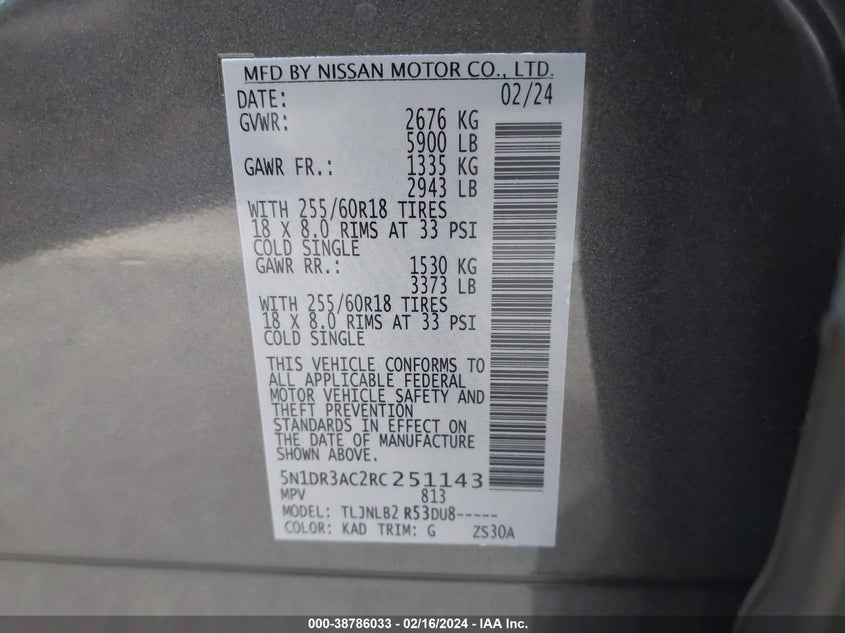 MFD BY NISSAN MOTOR CO., LTD.
DATE: 02/24
GVWR: 2676 KG
5900 LB
GAWR FR.: 1335 KG
2943 LB
WITH 255/60R18 TIRES
18 X 8.0 RIMS AT 33 PSI
COLD SINGLE
GAWR RR.: 1530 KG
3373 LB
WITH 255/60R18 TIRES
18 X 8.0 RIMS AT 33 PSI
COLD SINGLE
THIS VEHICLE CONFORMS TO
ALL APPLICABLE FEDERAL
MOTOR VEHICLE SAFETY AND
THEFT PREVENTION
STANDARDS IN EFFECT ON
THE DATE OF MANUFACTURE
SHOWN ABOVE.
5N1DR3AC2RC251143
MPV 813
MODEL: TLJNLB2 R53DU8-----
COLOR: KAD TRIM: G ZS30A
000-38786033 - 02/16/2024 - IAA Inc.